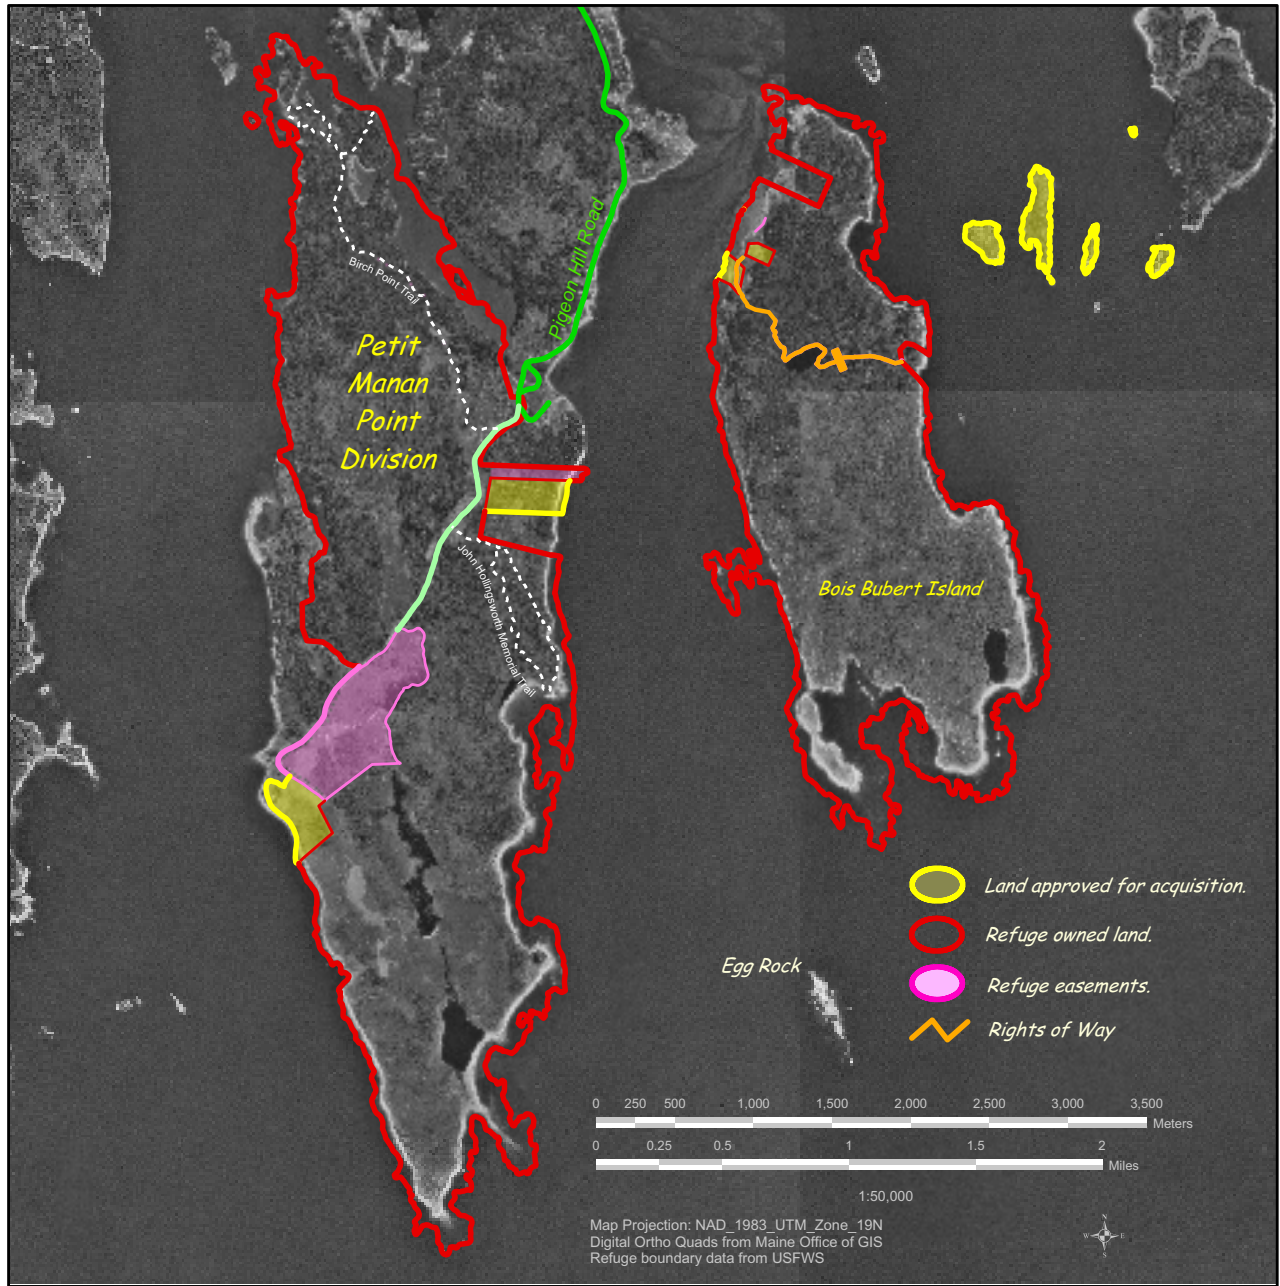 Pigeon Hill Road
Birch Point Trail
Petit
Manan
Point
Division
John Hollingsworth Memorial Trail
Bois Bubert Island
Land approved for acquisition.
Egg Rock
Refuge owned land.
Refuge easements.
Rights of Way
0 250 500 1,000 1,500 2,000 2,500 3,000 3,500
Meters
0 0.25 0.5 1 1.5 2
Miles
1:50,000
Map Projection: NAD_1983_UTM_Zone_19N
Digital Ortho Quads from Maine Office of GIS
Refuge boundary data from USFWS
N
W E
S